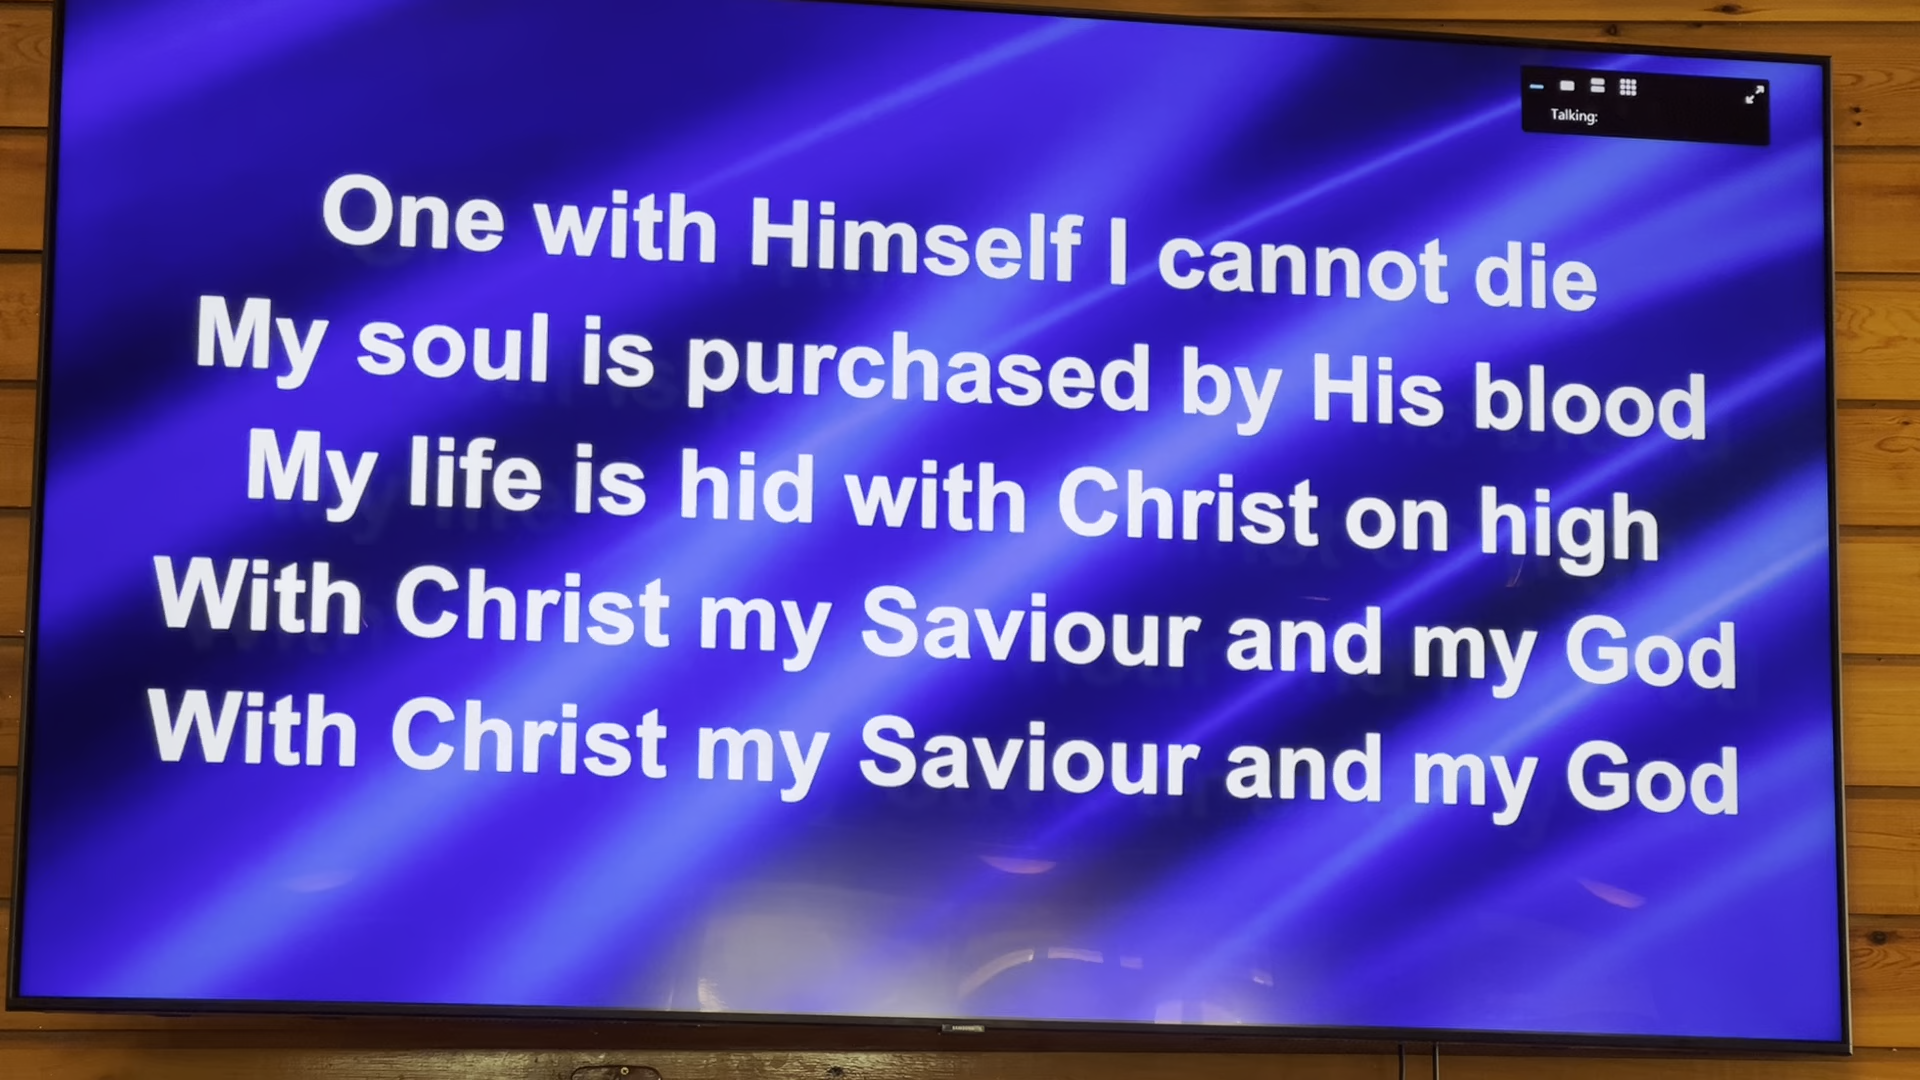 Talking:
One with Himself I cannot die
My soul is purchased by His blood
My life is hid with Christ on high
With Christ my Saviour and my God
With Christ my Saviour and my God